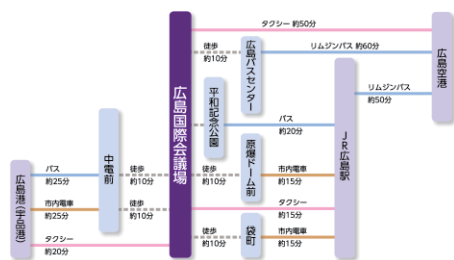 タクシー 約50分
徒歩
約10分
広島バスセンター
リムジンバス 約60分
広島空港
リムジンバス
約50分
平和記念公園
バス
約20分
JR広島駅
広島国際会議場
中電前
徒歩
約10分
原爆ドーム前
市内電車
約15分
広島港(宇品港)
バス
約25分
徒歩
約10分
市内電車
約25分
徒歩
約10分
タクシー
約15分
タクシー
約20分
徒歩
約10分
袋町
市内電車
約15分